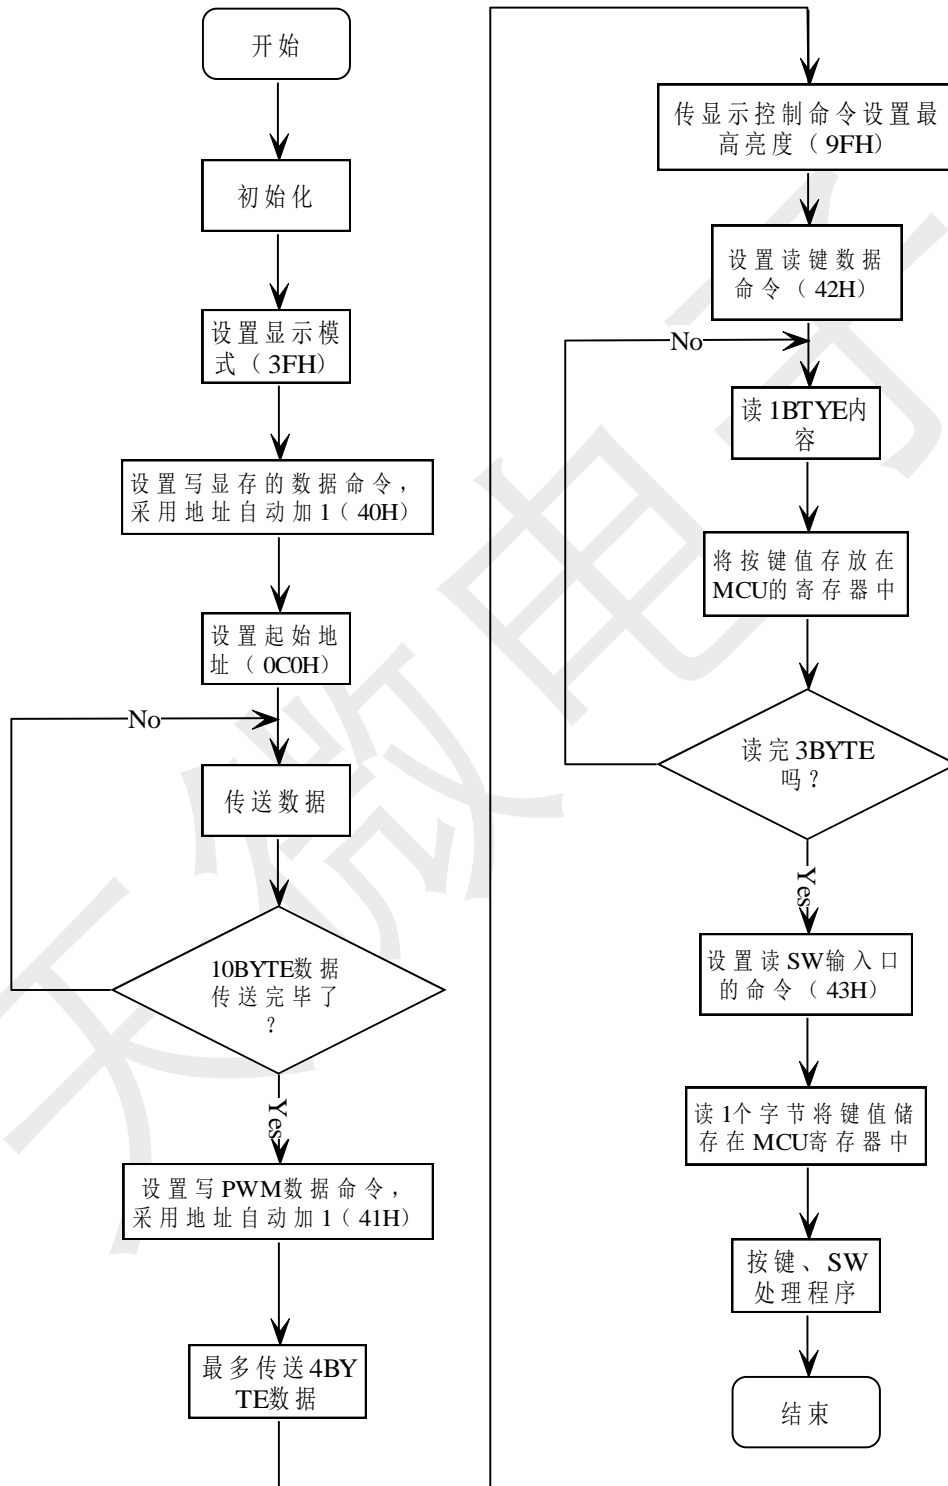 开始
初始化
设置显示模
式（3FH）
设置写显存的数据命令，
采用地址自动加1（40H）
设置起始地
址（0C0H）
No
传送数据
10BYTE数据
传送完毕了
？
Yes
设置写PWM数据命令，
采用地址自动加1（41H）
最多传送4BY
TE数据
传显示控制命令设置最
高亮度（9FH）
设置读键数据
命令（42H）
No
读1BTYE内
容
将按键值存放在
MCU的寄存器中
读完3BYTE
吗？
Yes
设置读SW输入口
的命令（43H）
读1个字节将键值储
存在MCU寄存器中
按键、SW
处理程序
结束
天微电子